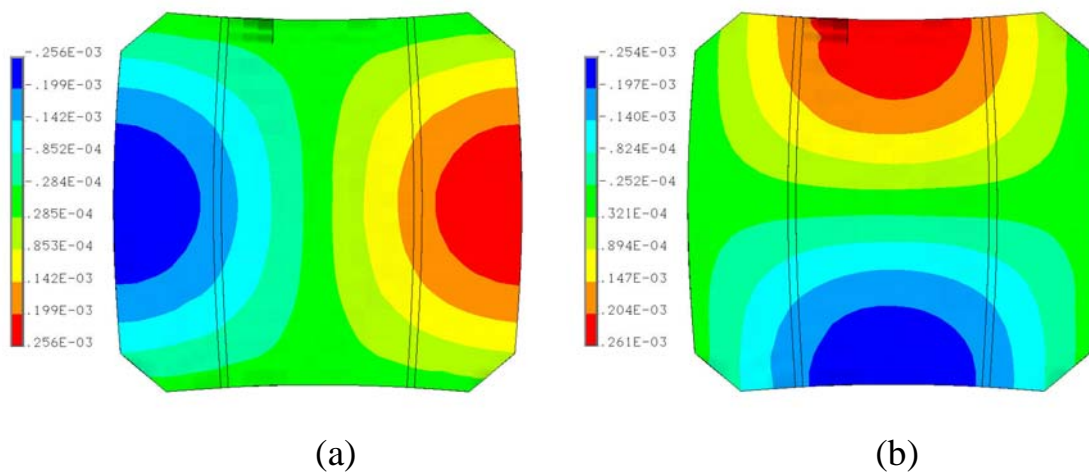 -.256E-03
-.199E-03
-.142E-03
-.852E-04
-.284E-04
.285E-04
.853E-04
.142E-03
.199E-03
.256E-03
-.254E-03
-.197E-03
-.140E-03
-.824E-04
-.252E-04
.321E-04
.894E-04
.147E-03
.204E-03
.261E-03
(a)
(b)